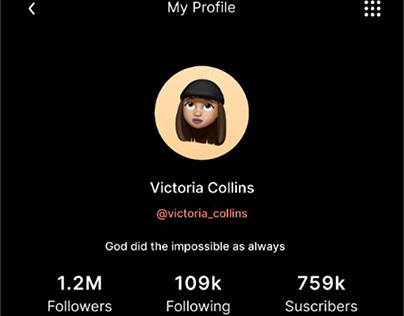 My Profile
Victoria Collins
@victoria_collins
God did the impossible as always
1.2M 109k 759k
Followers Following Suscribers